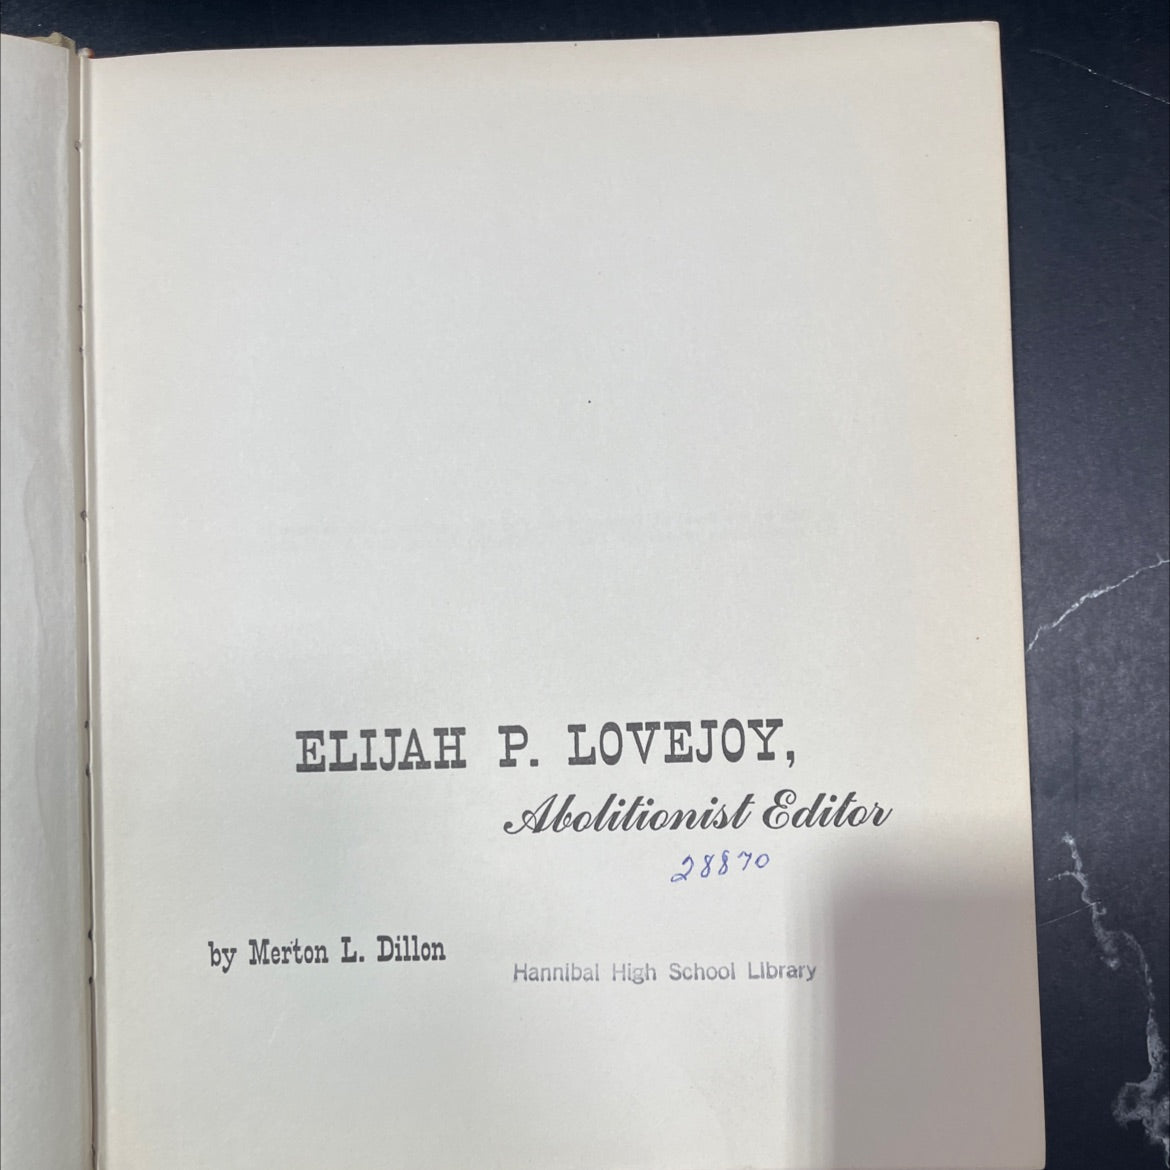 ELIJAH P. LOVEJOY,
Abolitionist Editor
28870
by Merton L. Dillon
Hannibal High School Library